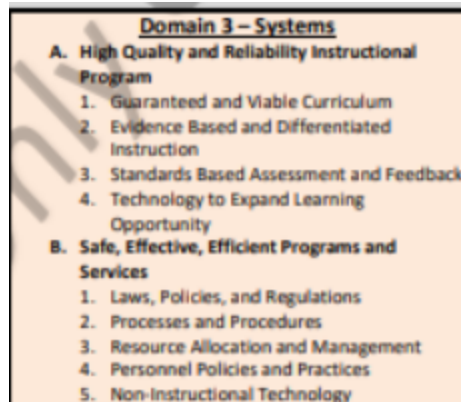 Domain 3 – Systems
A. High Quality and Reliability Instructional
Program
1. Guaranteed and Viable Curriculum
2. Evidence Based and Differentiated
Instruction
3. Standards Based Assessment and Feedback
4. Technology to Expand Learning
Opportunity
B. Safe, Effective, Efficient Programs and
Services
1. Laws, Policies, and Regulations
2. Processes and Procedures
3. Resource Allocation and Management
4. Personnel Policies and Practices
5. Non-Instructional Technology